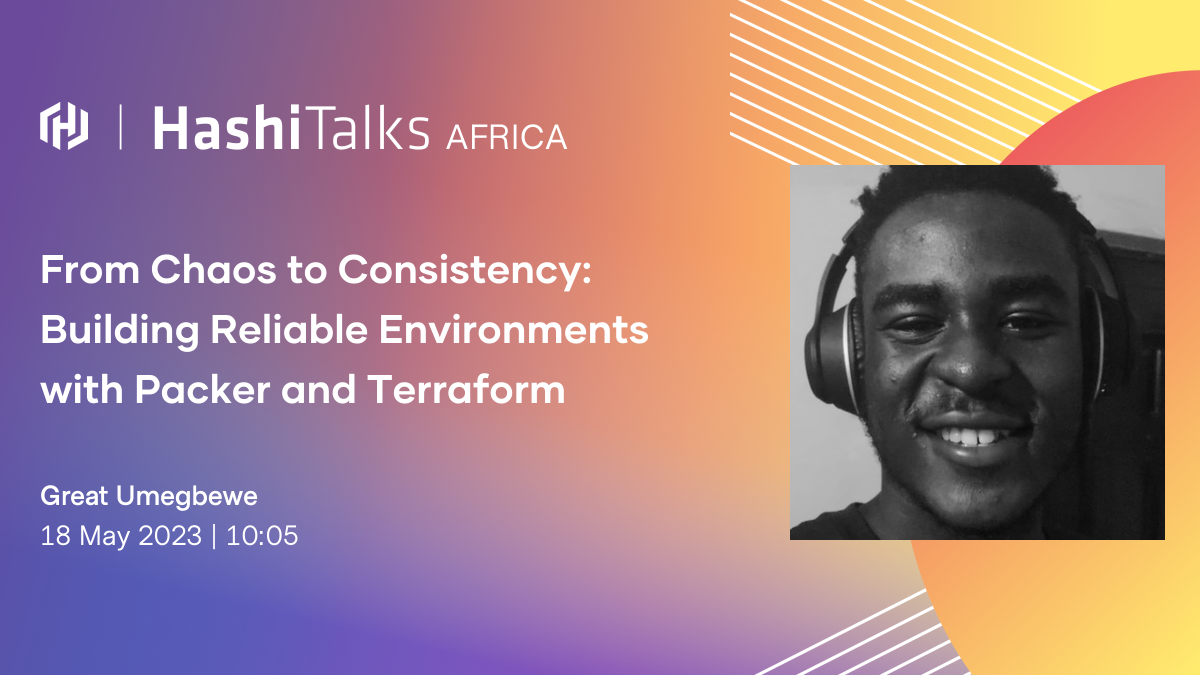 HashiTalks AFRICA
From Chaos to Consistency:
Building Reliable Environments
with Packer and Terraform
Great Umegbewe
18 May 2023 | 10:05